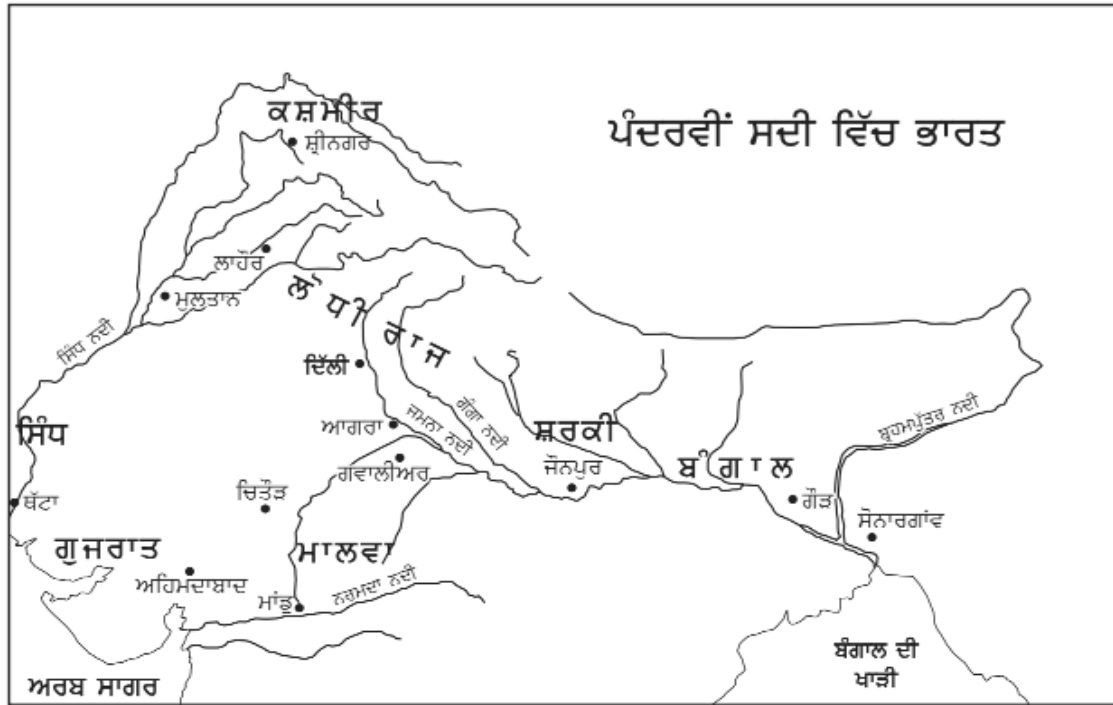 ਪੰਦਰਵੀਂ ਸਦੀ ਵਿੱਚ ਭਾਰਤ
ਕਸ਼ਮੀਰ
ਸ਼੍ਰੀਨਗਰ
ਲਾਹੌਰ
ਮੁਲਤਾਨ
ਲੋਧੀ ਰਾਜ
ਸਿੰਧ ਨਦੀ
ਦਿੱਲੀ
ਆਗਰਾ
ਜਮਨਾ ਨਦੀ
ਗੰਗਾ ਨਦੀ
ਸ਼ਰਕੀ
ਬ੍ਰਹਮਪੁੱਤਰ ਨਦੀ
ਸਿੰਧ
ਗਵਾਲੀਅਰ
ਜੌਨਪੁਰ
ਬੰਗਾਲ
ਥੱਟਾ
ਚਿਤੌੜ
ਗੌੜ
ਸੋਨਾਰਗਾਂਵ
ਗੁਜਰਾਤ
ਮਾਲਵਾ
ਅਹਿਮਦਾਬਾਦ
ਮਾਂਡੂ
ਨਰਮਦਾ ਨਦੀ
ਅਰਬ ਸਾਗਰ
ਬੰਗਾਲ ਦੀ
ਖਾੜੀ